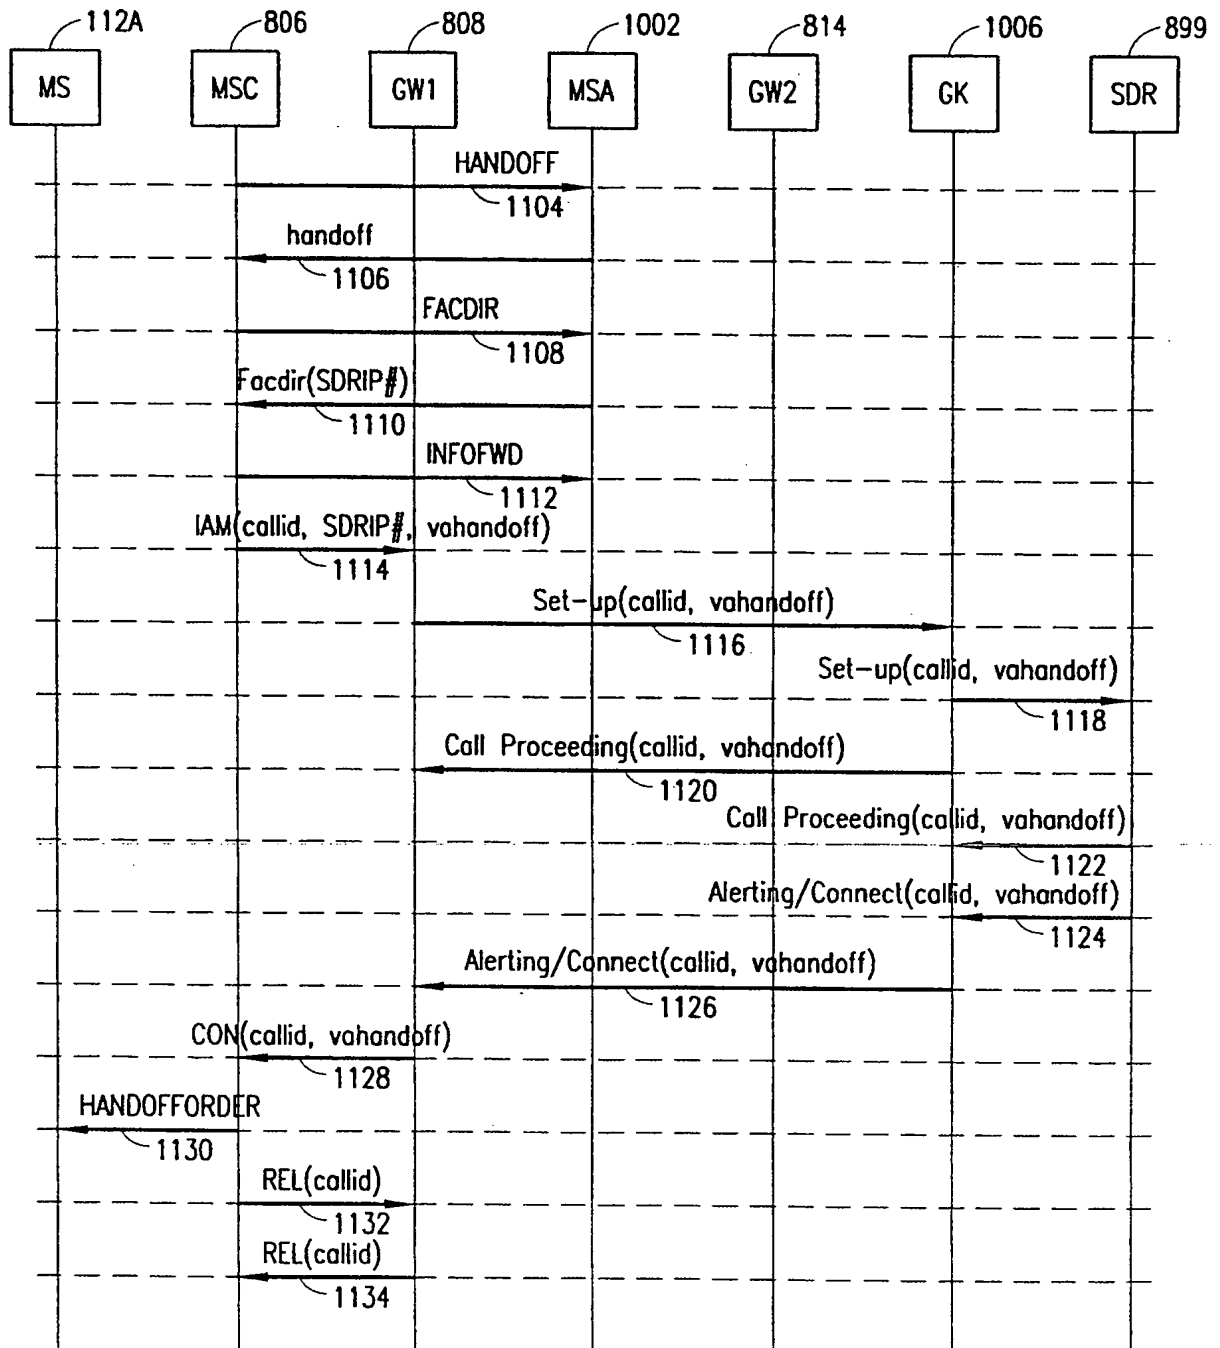 112A 806 808 1002 814 1006 899
MS MSC GW1 MSA GW2 GK SDR
HANDOFF
1104
handoff
1106
FACDIR
1108
Facdir(SDRIP#)
1110
INFOFWD
1112
IAM(callid, SDRIP#, vahandoff)
1114
Set-up(callid, vahandoff)
1116
Set-up(callid, vahandoff)
1118
Call Proceeding(callid, vahandoff)
1120
Call Proceeding(callid, vahandoff)
1122
Alerting/Connect(callid, vahandoff)
1124
Alerting/Connect(callid, vahandoff)
1126
CON(callid, vahandoff)
1128
HANDOFFORDER
1130
REL(callid)
1132
REL(callid)
1134